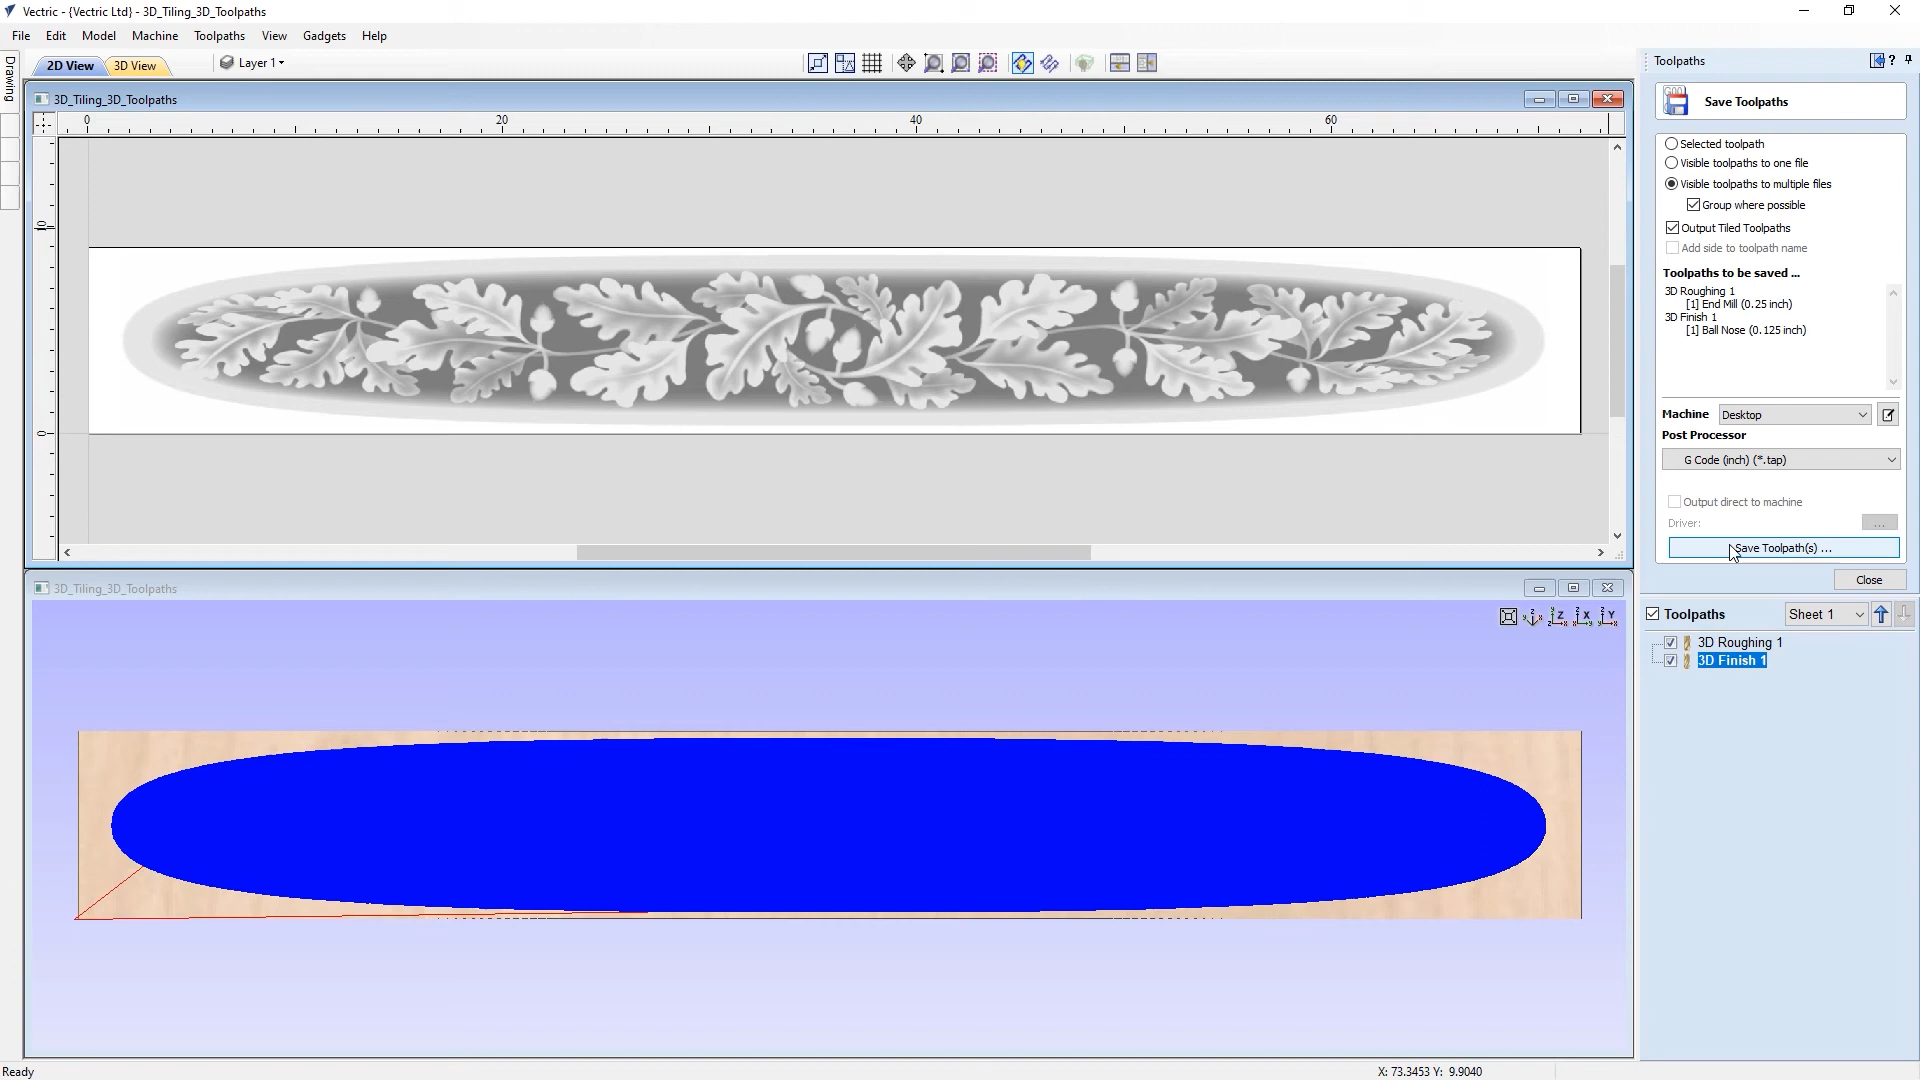 Vectric - {Vectric Ltd} - 3D_Tiling_3D_Toolpaths
File Edit Model Machine Toolpaths View Gadgets Help
Drawing
2D View 3D View Layer 1
3D_Tiling_3D_Toolpaths
0 20 40 60
10
0
3D_Tiling_3D_Toolpaths
Z X Y
Toolpaths
Save Toolpaths
Selected toolpath
Visible toolpaths to one file
Visible toolpaths to multiple files
Group where possible
Output Tiled Toolpaths
Add side to toolpath name
Toolpaths to be saved ...
3D Roughing 1
[1] End Mill (0.25 inch)
3D Finish 1
[1] Ball Nose (0.125 inch)
Machine Desktop
Post Processor
G Code (inch) (*.tap)
Output direct to machine
Driver: ...
Save Toolpath(s) ...
Close
Toolpaths Sheet 1
3D Roughing 1
3D Finish 1
Ready X: 73.3453 Y: 9.9040